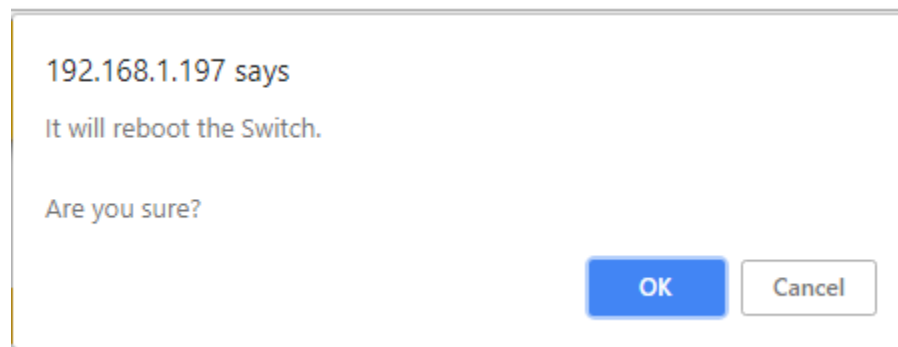 192.168.1.197 says
It will reboot the Switch.
Are you sure?
OK Cancel